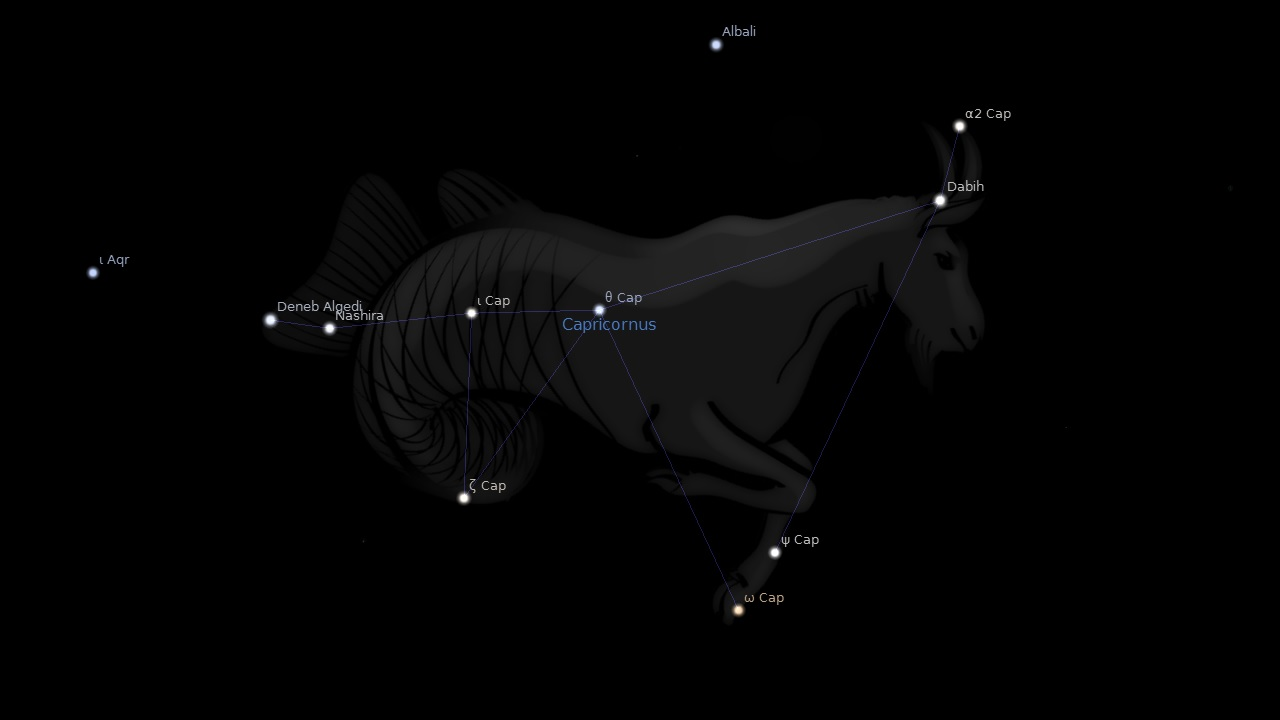 Albali
α2 Cap
Dabih
ι Aqr
Deneb Algedi
Nashira
ι Cap
θ Cap
Capricornus
ζ Cap
ψ Cap
ω Cap